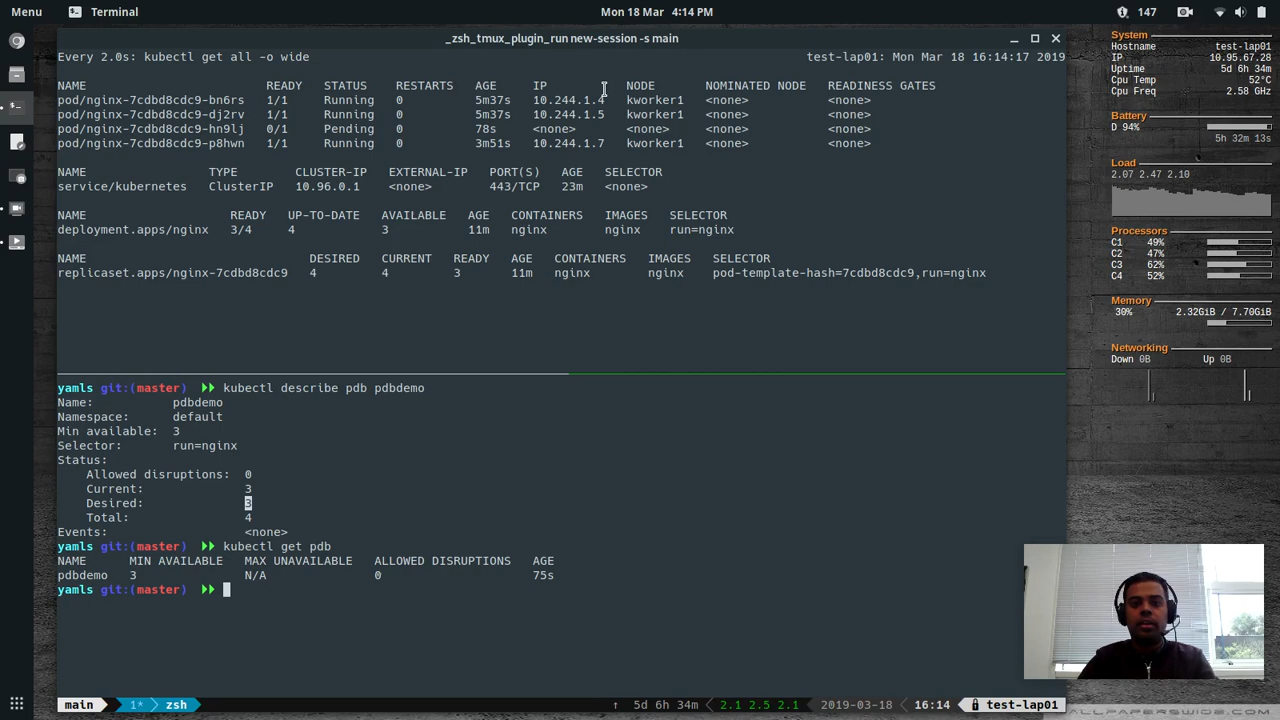 Menu Terminal Mon 18 Mar 4:14 PM 147
_zsh_tmux_plugin_run new-session -s main
Every 2.0s: kubectl get all -o wide test-lap01: Mon Mar 18 16:14:17 2019
NAME READY STATUS RESTARTS AGE IP NODE NOMINATED NODE READINESS GATES
pod/nginx-7cdbd8cdc9-bn6rs 1/1 Running 0 5m37s 10.244.1.4 kworker1 <none> <none>
pod/nginx-7cdbd8cdc9-dj2rv 1/1 Running 0 5m37s 10.244.1.5 kworker1 <none> <none>
pod/nginx-7cdbd8cdc9-hn9lj 0/1 Pending 0 78s <none> <none> <none> <none>
pod/nginx-7cdbd8cdc9-p8hwn 1/1 Running 0 3m51s 10.244.1.7 kworker1 <none> <none>
NAME TYPE CLUSTER-IP EXTERNAL-IP PORT(S) AGE SELECTOR
service/kubernetes ClusterIP 10.96.0.1 <none> 443/TCP 23m <none>
NAME READY UP-TO-DATE AVAILABLE AGE CONTAINERS IMAGES SELECTOR
deployment.apps/nginx 3/4 4 3 11m nginx nginx run=nginx
NAME DESIRED CURRENT READY AGE CONTAINERS IMAGES SELECTOR
replicaset.apps/nginx-7cdbd8cdc9 4 4 3 11m nginx nginx pod-template-hash=7cdbd8cdc9,run=nginx
yamls git:(master) kubectl describe pdb pdbdemo
Name: pdbdemo
Namespace: default
Min available: 3
Selector: run=nginx
Status:
Allowed disruptions: 0
Current: 3
Desired: 3
Total: 4
Events: <none>
yamls git:(master) kubectl get pdb
NAME MIN AVAILABLE MAX UNAVAILABLE ALLOWED DISRUPTIONS AGE
pdbdemo 3 N/A 0 75s
yamls git:(master)
main 1* zsh ↑ 5d 6h 34m 2.1 2.5 2.1 2019-03-18 16:14 test-lap01
System
Hostname test-lap01
IP 10.95.67.28
Uptime 5d 6h 34m
Cpu Temp 52°C
Cpu Freq 2.58 GHz
Battery
D 94%
5h 32m 13s
Load
2.07 2.47 2.10
Processors
C1 49%
C2 47%
C3 62%
C4 52%
Memory
30% 2.32GiB / 7.70GiB
Networking
Down 0B Up 0B
WALLPAPERSWIDE.COM